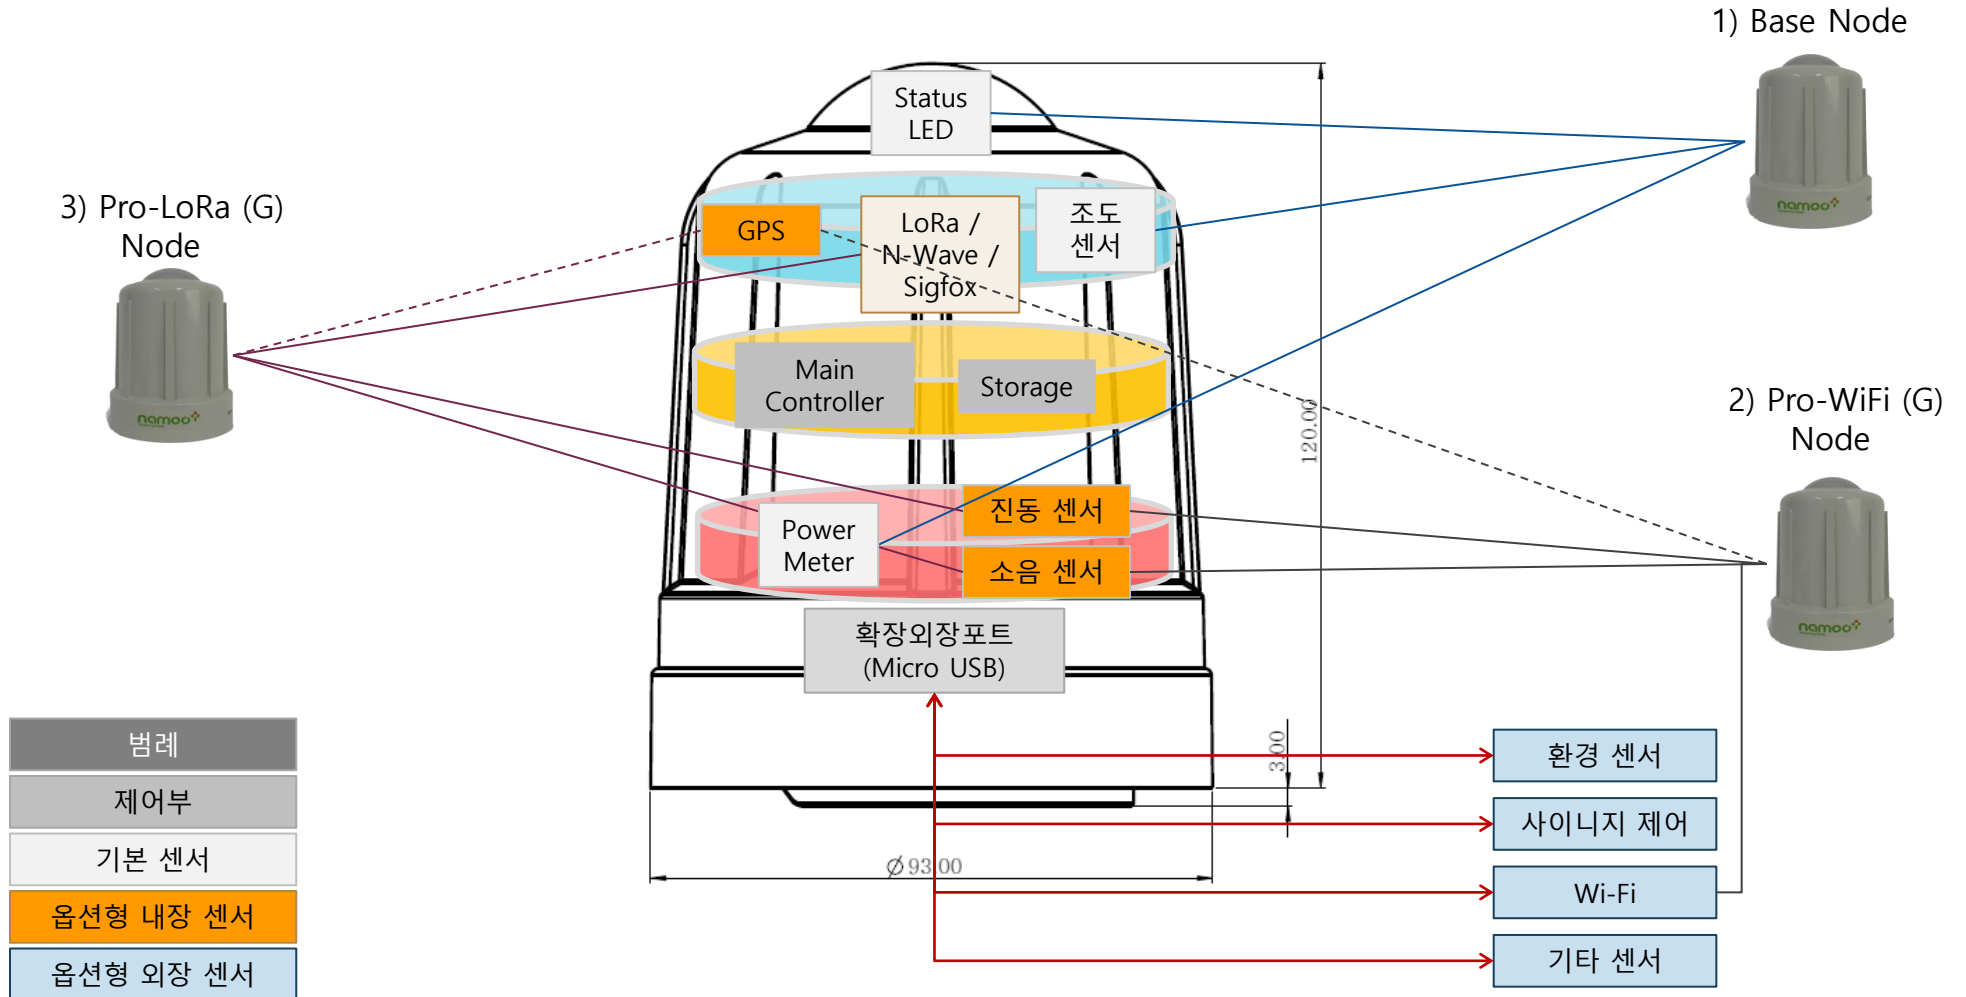 1) Base Node
Status
LED
3) Pro-LoRa (G)
Node
GPS
LoRa /
N-Wave /
Sigfox
조도
센서
namoo
Main
Controller
Storage
120.00
namoo
2) Pro-WiFi (G)
Node
Power
Meter
진동 센서
소음 센서
namoo
확장외장포트
(Micro USB)
범례
제어부
기본 센서
옵션형 내장 센서
옵션형 외장 센서
3.00
Ø93.00
환경 센서
사이니지 제어
Wi-Fi
기타 센서